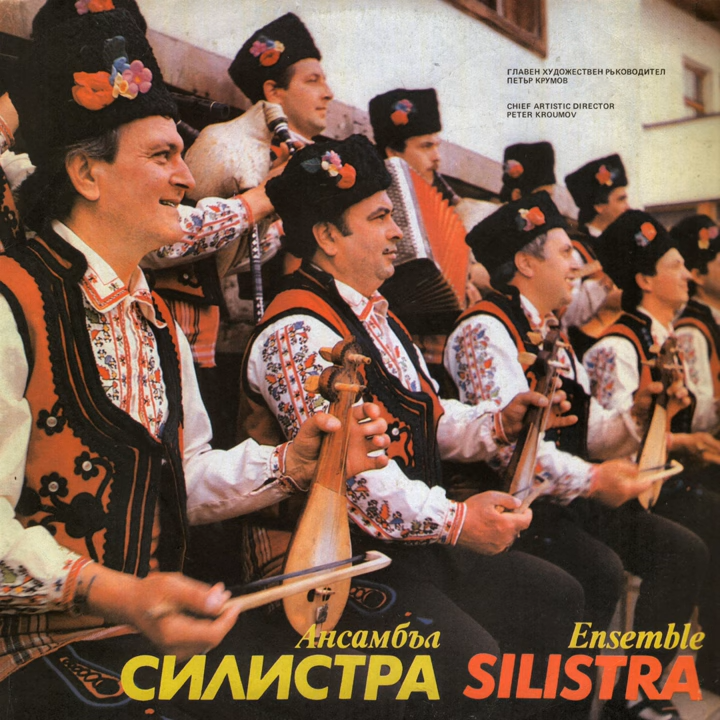 ГЛАВЕН ХУДОЖЕСТВЕН РЪКОВОДИТЕЛ
ПЕТЪР КРУМОВ
CHIEF ARTISTIC DIRECTOR
PETER KROUMOV
Ансамбъл
СИЛИСТРА
Ensemble
SILISTRA